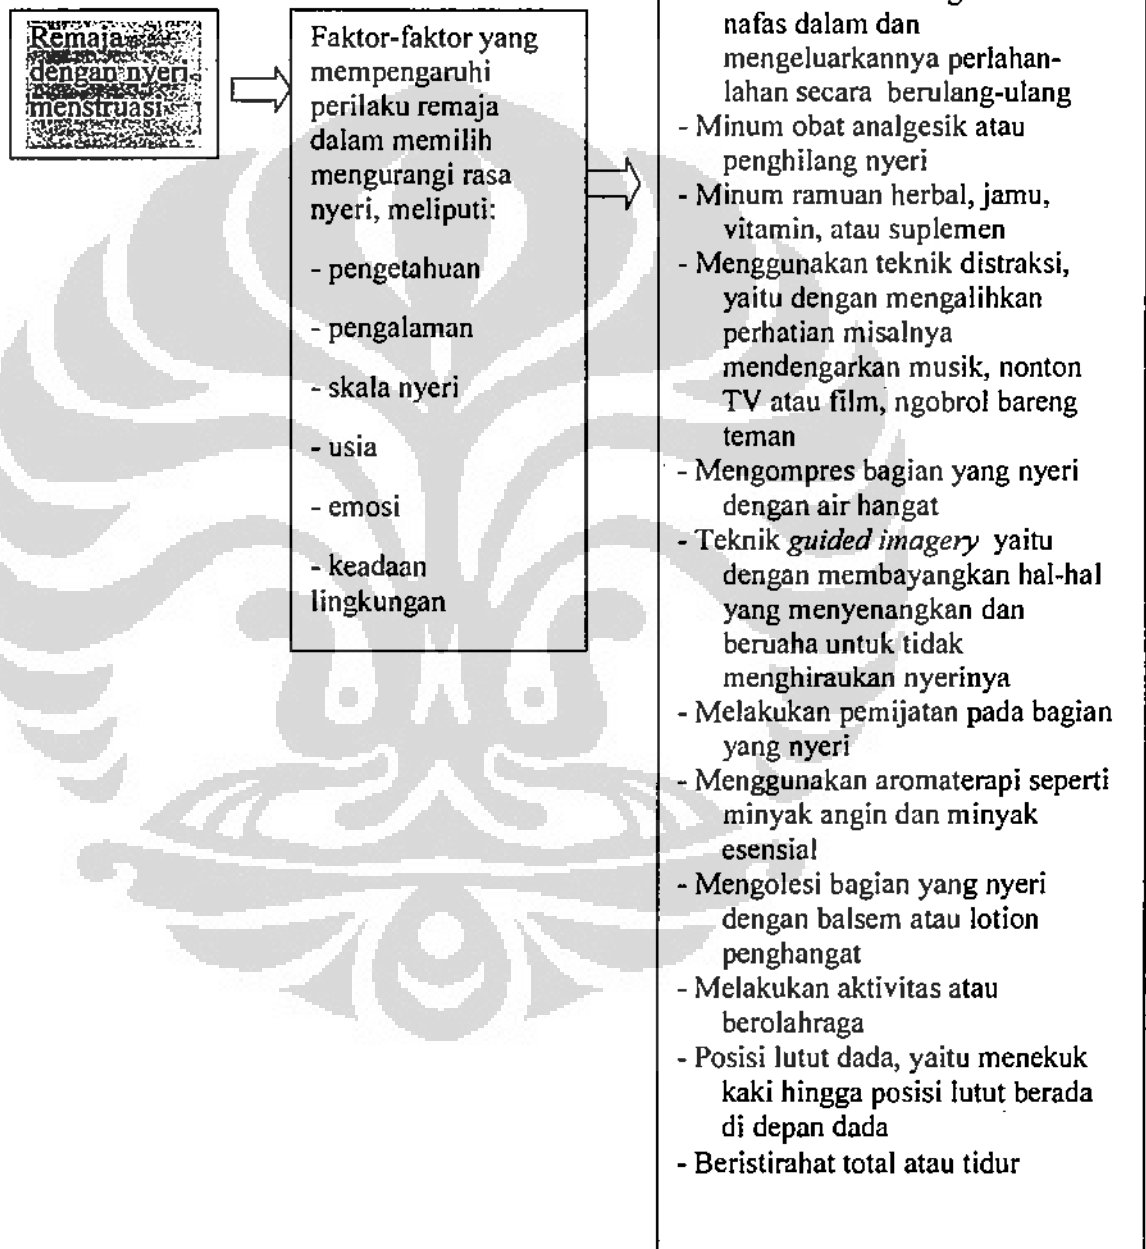 Remaja
dengan nyeri
menstruasi
Faktor-faktor yang
mempengaruhi
perilaku remaja
dalam memilih
mengurangi rasa
nyeri, meliputi:
- pengetahuan
- pengalaman
- skala nyeri
- usia
- emosi
- keadaan
lingkungan
nafas dalam dan
mengeluarkannya perlahan-
lahan secara berulang-ulang
- Minum obat analgesik atau
penghilang nyeri
- Minum ramuan herbal, jamu,
vitamin, atau suplemen
- Menggunakan teknik distraksi,
yaitu dengan mengalihkan
perhatian misalnya
mendengarkan musik, nonton
TV atau film, ngobrol bareng
teman
- Mengompres bagian yang nyeri
dengan air hangat
- Teknik guided imagery yaitu
dengan membayangkan hal-hal
yang menyenangkan dan
beruaha untuk tidak
menghiraukan nyerinya
- Melakukan pemijatan pada bagian
yang nyeri
- Menggunakan aromaterapi seperti
minyak angin dan minyak
esensial
- Mengolesi bagian yang nyeri
dengan balsem atau lotion
penghangat
- Melakukan aktivitas atau
berolahraga
- Posisi lutut dada, yaitu menekuk
kaki hingga posisi lutut berada
di depan dada
- Beristirahat total atau tidur